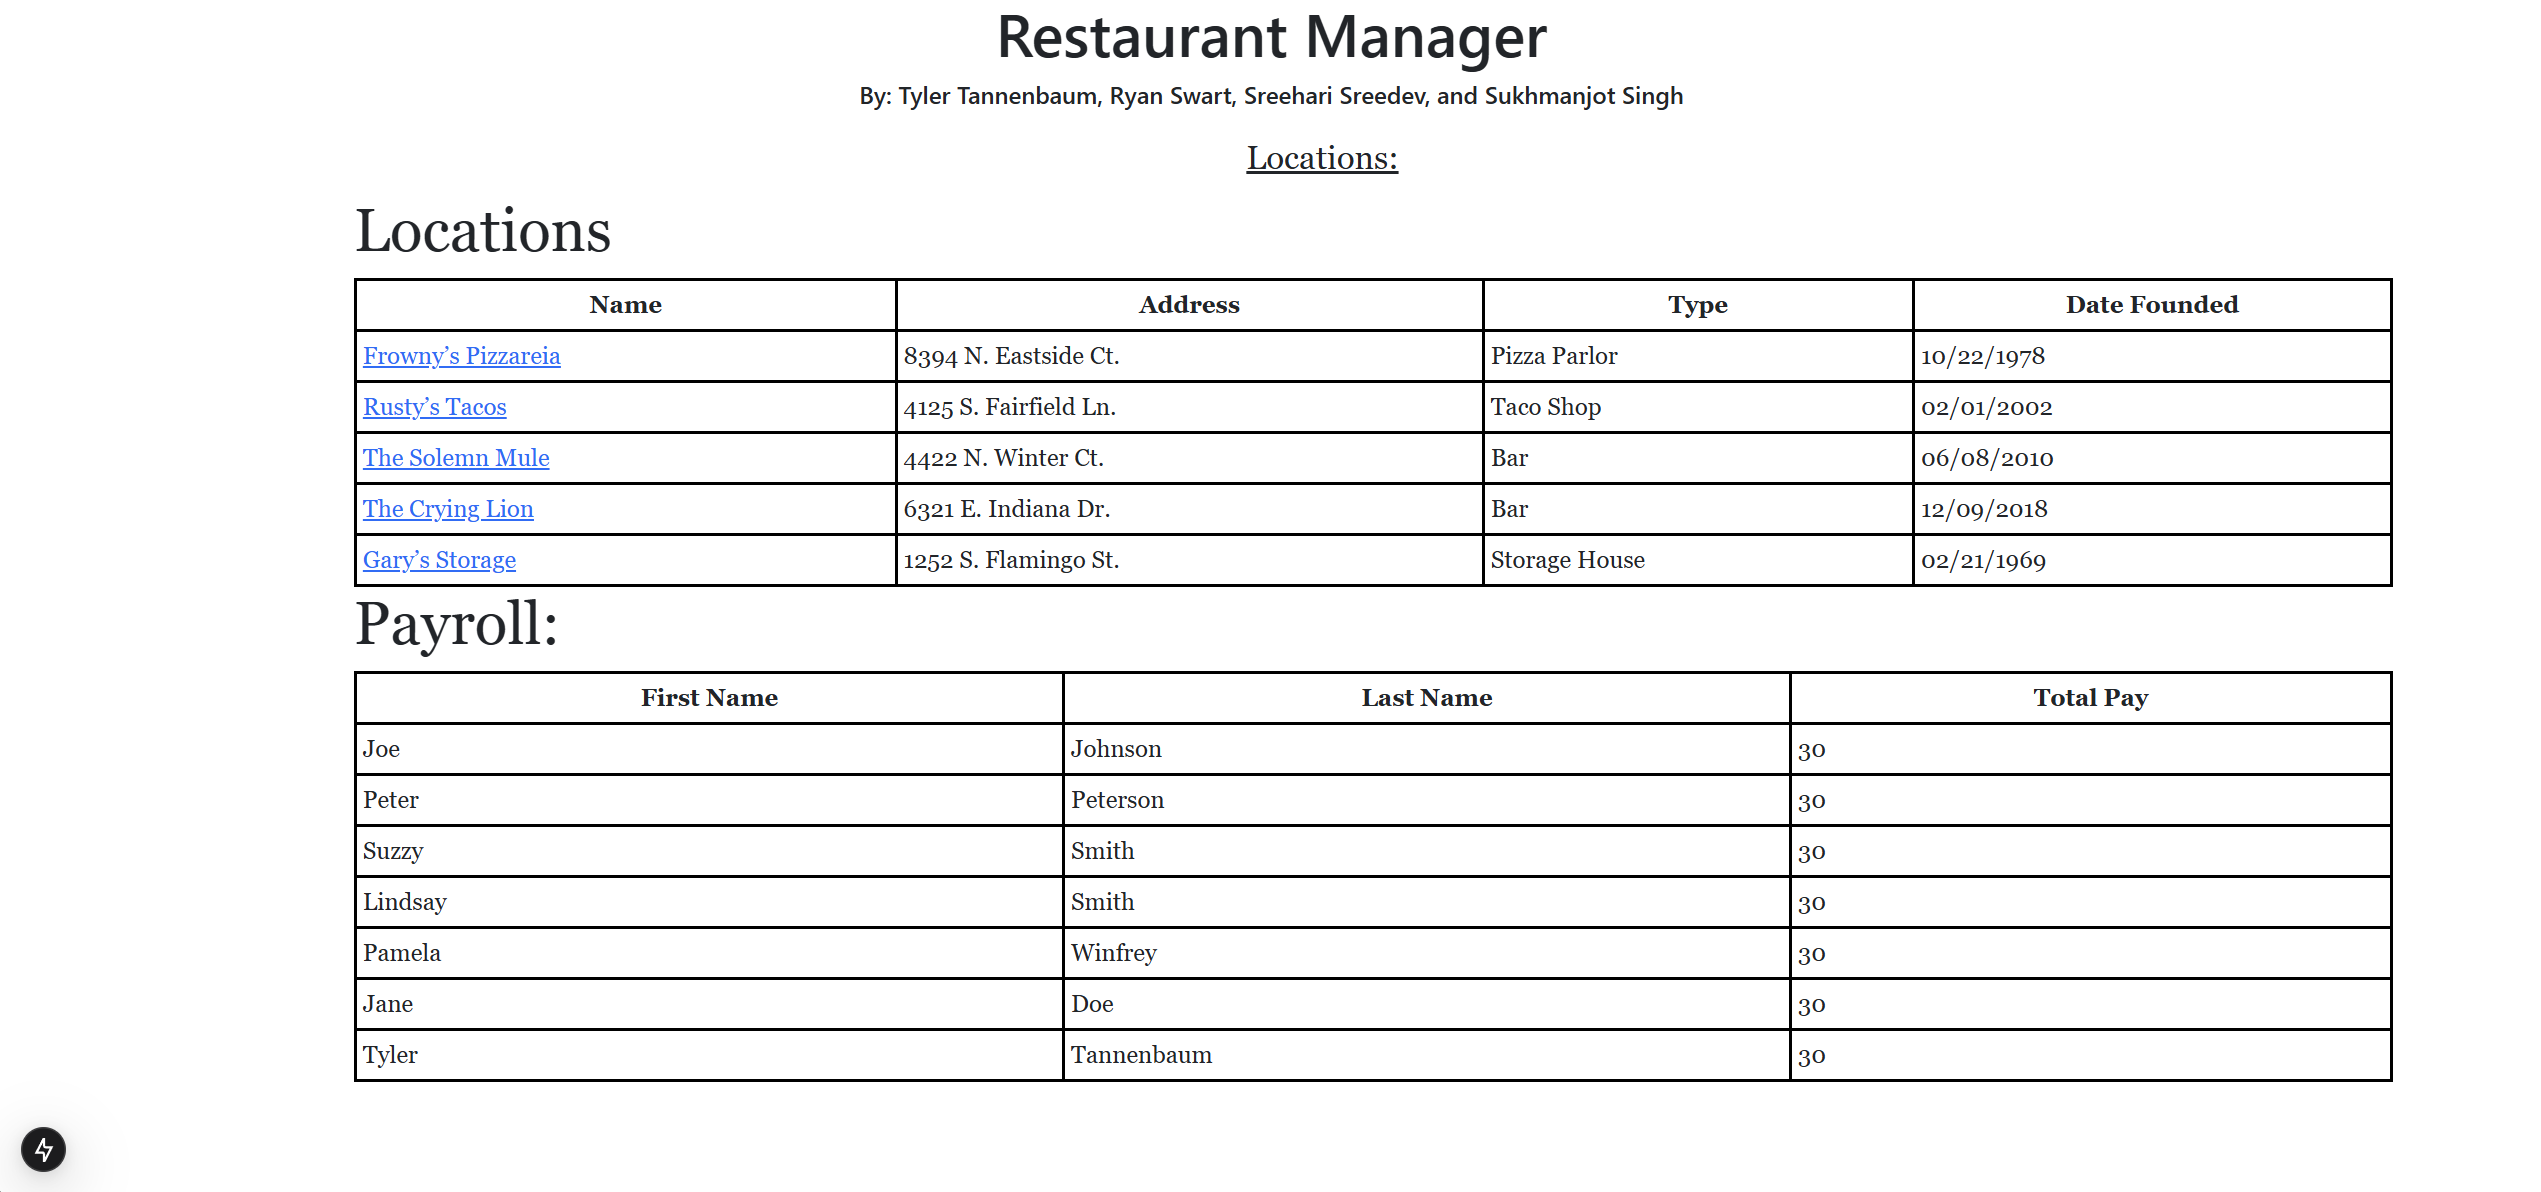 Restaurant Manager
By: Tyler Tannenbaum, Ryan Swart, Sreehari Sreedev, and Sukhmanjot Singh
Locations:
Locations
Name Address Type Date Founded
Frowny’s Pizzareia 8394 N. Eastside Ct. Pizza Parlor 10/22/1978
Rusty’s Tacos 4125 S. Fairfield Ln. Taco Shop 02/01/2002
The Solemn Mule 4422 N. Winter Ct. Bar 06/08/2010
The Crying Lion 6321 E. Indiana Dr. Bar 12/09/2018
Gary’s Storage 1252 S. Flamingo St. Storage House 02/21/1969
Payroll:
First Name Last Name Total Pay
Joe Johnson 30
Peter Peterson 30
Suzzy Smith 30
Lindsay Smith 30
Pamela Winfrey 30
Jane Doe 30
Tyler Tannenbaum 30